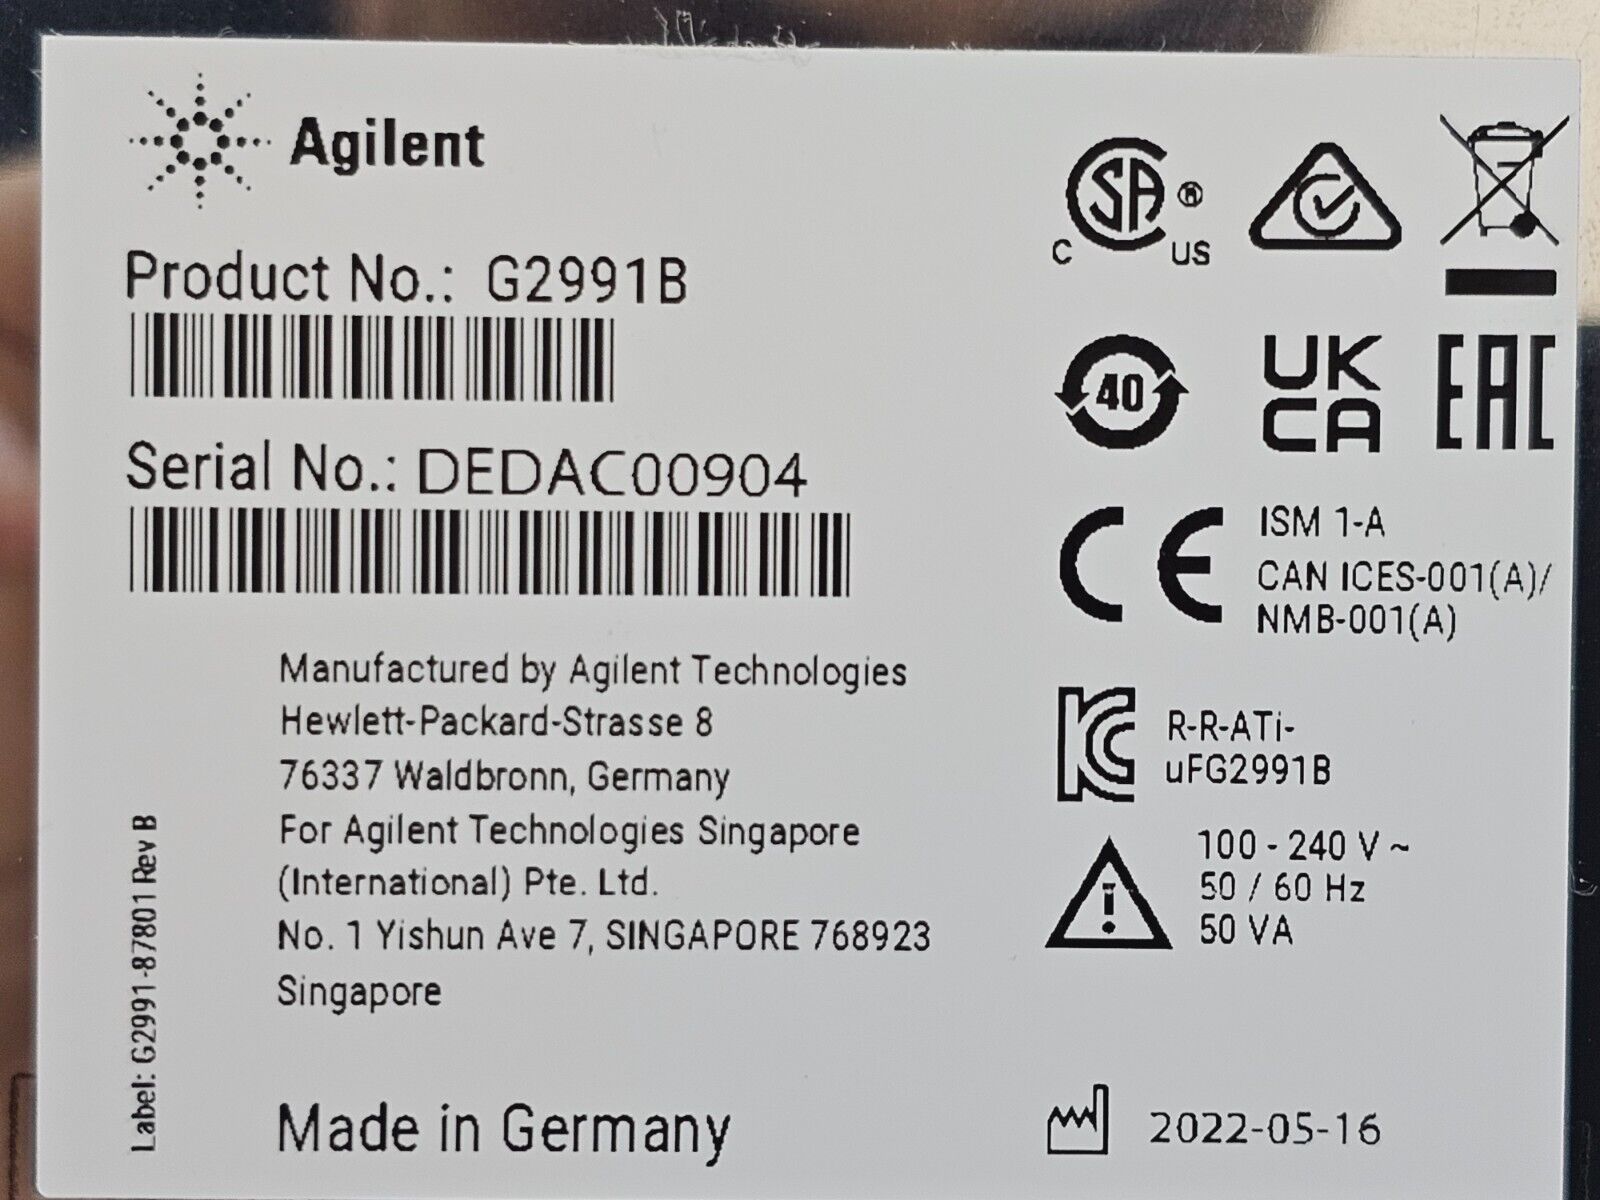 Agilent
Product No.: G2991B
Serial No.: DEDAC00904
Manufactured by Agilent Technologies
Hewlett-Packard-Strasse 8
76337 Waldbronn, Germany
For Agilent Technologies Singapore
(International) Pte. Ltd.
No. 1 Yishun Ave 7, SINGAPORE 768923
Singapore
Made in Germany
Label: G2991-87801 Rev B
C SA ® US
40
UK
CA
EAC
CE
ISM 1-A
CAN ICES-001(A)/
NMB-001(A)
KC
R-R-ATi-
uFG2991B
100 - 240 V ~
50 / 60 Hz
50 VA
2022-05-16